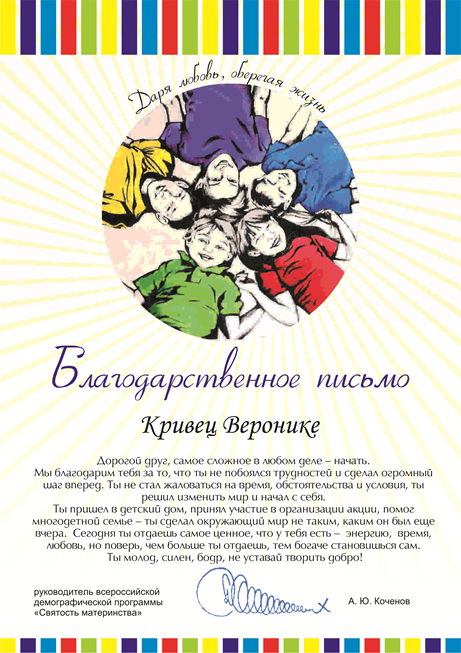 Даря любовь, оберегая жизнь
Благодарственное письмо
Кривец Веронике
Дорогой друг, самое сложное в любом деле – начать.
Мы благодарим тебя за то, что ты не побоялся трудностей и сделал огромный
шаг вперед. Ты не стал жаловаться на время, обстоятельства и условия, ты
решил изменить мир и начал с себя.
Ты пришел в детский дом, принял участие в организации акции, помог
многодетной семье – ты сделал окружающий мир не таким, каким он был еще
вчера. Сегодня ты отдаешь самое ценное, что у тебя есть – энергию, время,
любовь, но поверь, чем больше ты отдаешь, тем богаче становишься сам.
Ты молод, силен, бодр, не уставай творить добро!
руководитель всероссийской
демографической программы
«Святость материнства»
А. Ю. Коченов